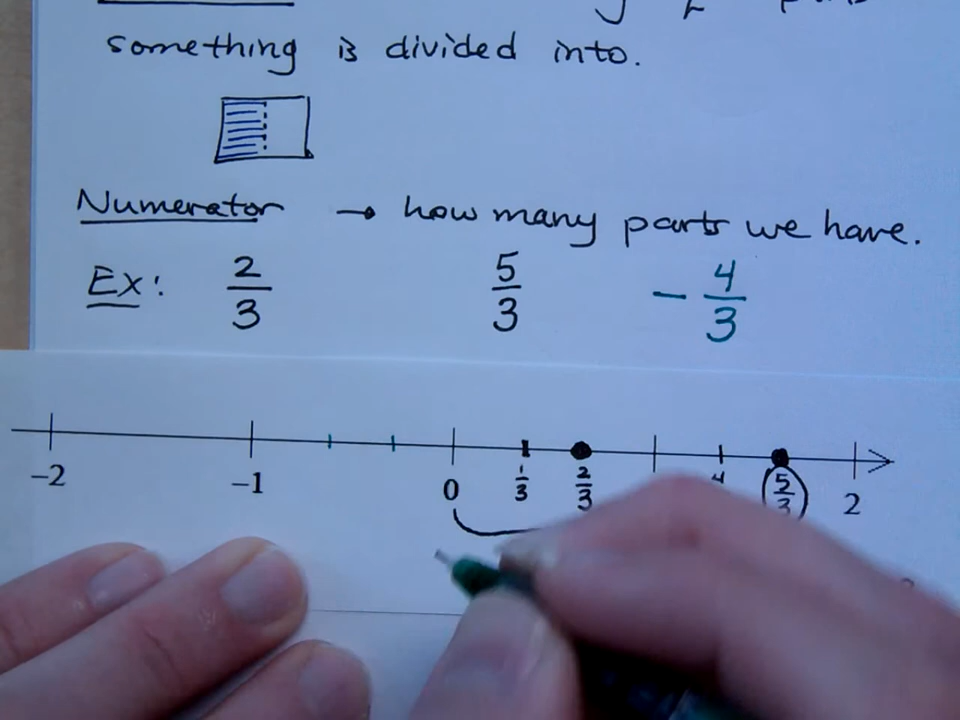 something is divided into.
Numerator → how many parts we have.
Ex: 2/3 5/3 - 4/3
-2 -1 0 1/3 2/3 4 5/3 2